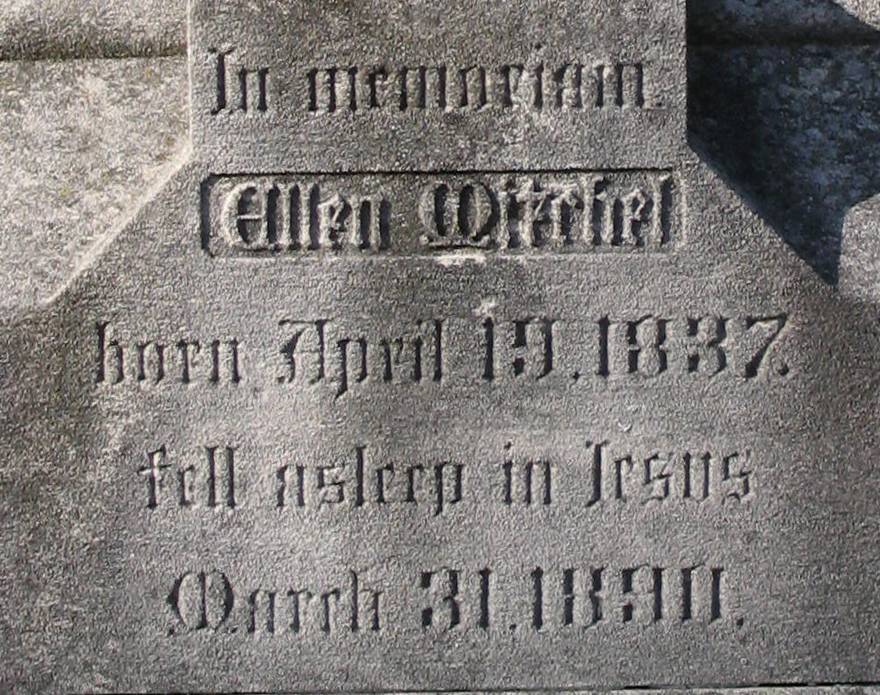 In memoriam
Ellen Mitchel
born April 19.1837.
fell asleep in Jesus
March 31.1890.